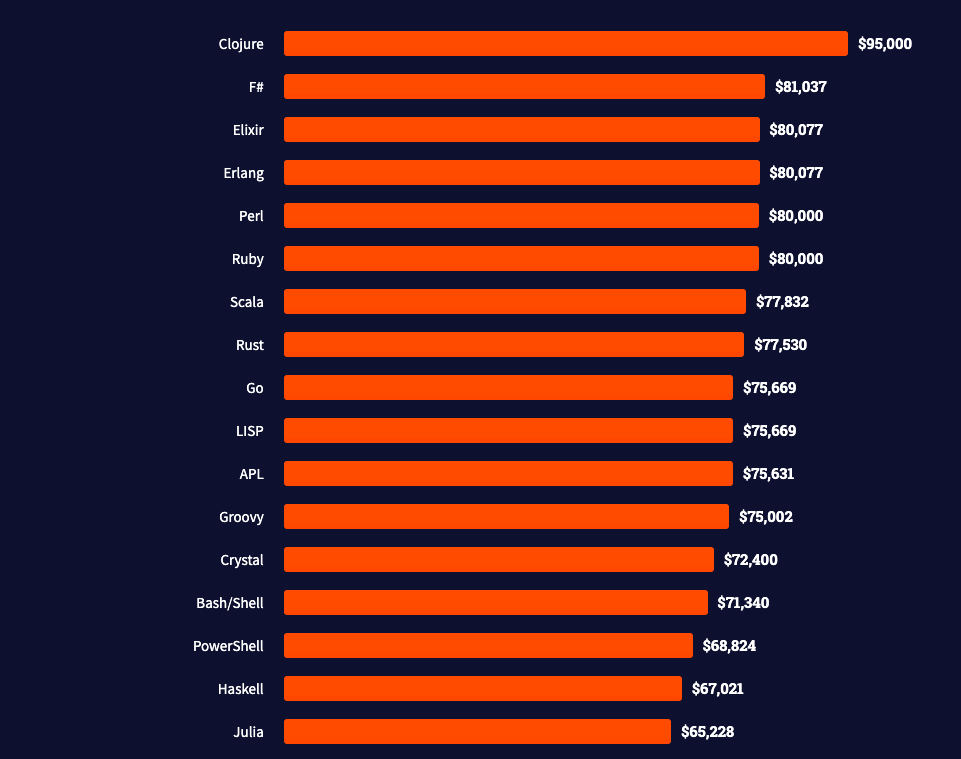 Clojure $95,000
F# $81,037
Elixir $80,077
Erlang $80,077
Perl $80,000
Ruby $80,000
Scala $77,832
Rust $77,530
Go $75,669
LISP $75,669
APL $75,631
Groovy $75,002
Crystal $72,400
Bash/Shell $71,340
PowerShell $68,824
Haskell $67,021
Julia $65,228